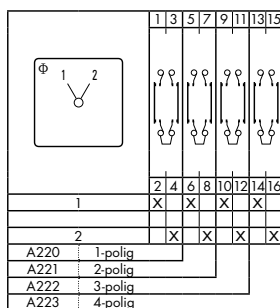 1 3 5 7 9 11 13 15
Φ
1 2
2 4 6 8 10 12 14 16
1 X X X X
2 X X X X
A220 1-polig
A221 2-polig
A222 3-polig
A223 4-polig